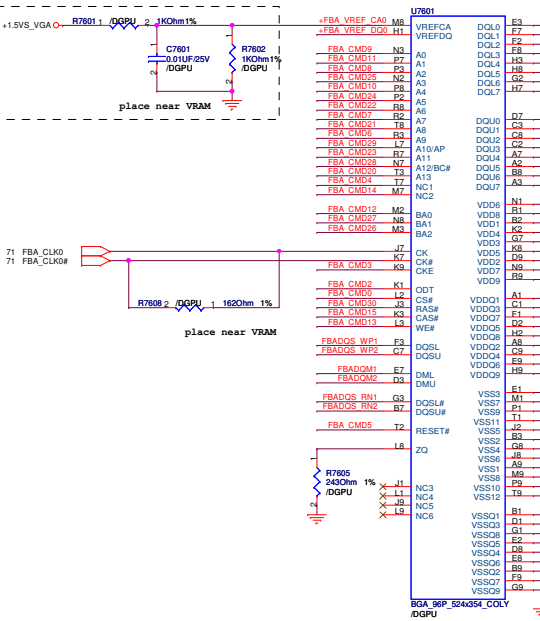 U7601
+1.5VS_VGA R7601 1 /DGPU 2 1KOhm1%
1 C7601 0.01UF/25V /DGPU 2
1 R7602 1KOhm1% /DGPU 2
place near VRAM
+FBA_VREF_CA0 M8 VREFCA
+FBA_VREF_DQ0 H1 VREFDQ
FBA_CMD9 N3 A0
FBA_CMD11 P7 A1
FBA_CMD8 P3 A2
FBA_CMD25 N2 A3
FBA_CMD10 P8 A4
FBA_CMD24 P2 A5
FBA_CMD22 R8 A6
FBA_CMD7 R2 A7
FBA_CMD21 T8 A8
FBA_CMD6 R3 A9
FBA_CMD29 L7 A10/AP
FBA_CMD23 R7 A11
FBA_CMD28 N7 A12/BC#
FBA_CMD20 T3 A13
FBA_CMD4 T7 NC1
FBA_CMD14 M7 NC2
FBA_CMD12 M2 BA0
FBA_CMD27 N8 BA1
FBA_CMD26 M3 BA2
71 FBA_CLK0 J7 CK
71 FBA_CLK0# K7 CK#
FBA_CMD3 K9 CKE
R7608 2 /DGPU 1 162Ohm 1%
place near VRAM
FBA_CMD2 K1 ODT
FBA_CMD0 L2 CS#
FBA_CMD30 J3 RAS#
FBA_CMD15 K3 CAS#
FBA_CMD13 L3 WE#
FBADQS_WP1 F3 DQSL
FBADQS_WP2 C7 DQSU
FBADQM1 E7 DML
FBADQM2 D3 DMU
FBADQS_RN1 G3 DQSL#
FBADQS_RN2 B7 DQSU#
FBA_CMD5 T2 RESET#
L8 ZQ
1 R7605 243Ohm 1% /DGPU 2
J1 NC3
L1 NC4
J9 NC5
L9 NC6
DQL0 E3
DQL1 F7
DQL2 F2
DQL3 F8
DQL4 H3
DQL5 H8
DQL6 G2
DQL7 H7
DQU0 D7
DQU1 C3
DQU2 C8
DQU3 C2
DQU4 A7
DQU5 A2
DQU6 B8
DQU7 A3
VDD6 N1
VDD8 R1
VDD1 B2
VDD4 K2
VDD3 G7
VDD5 K8
VDD2 D9
VDD7 N9
VDD9 R9
VDDQ1 A1
VDDQ3 C1
VDDQ7 F1
VDDQ5 D2
VDDQ8 H2
VDDQ2 A8
VDDQ4 C9
VDDQ6 E9
VDDQ9 H9
VSS3 E1
VSS7 M1
VSS9 P1
VSS11 T1
VSS5 J2
VSS2 B3
VSS4 G8
VSS6 J8
VSS1 A9
VSS8 M9
VSS10 P9
VSS12 T9
VSSQ1 B1
VSSQ3 D1
VSSQ8 G1
VSSQ5 E2
VSSQ4 D8
VSSQ6 E8
VSSQ2 B9
VSSQ7 F9
VSSQ9 G9
BGA_96P_524x354_COLY
/DGPU